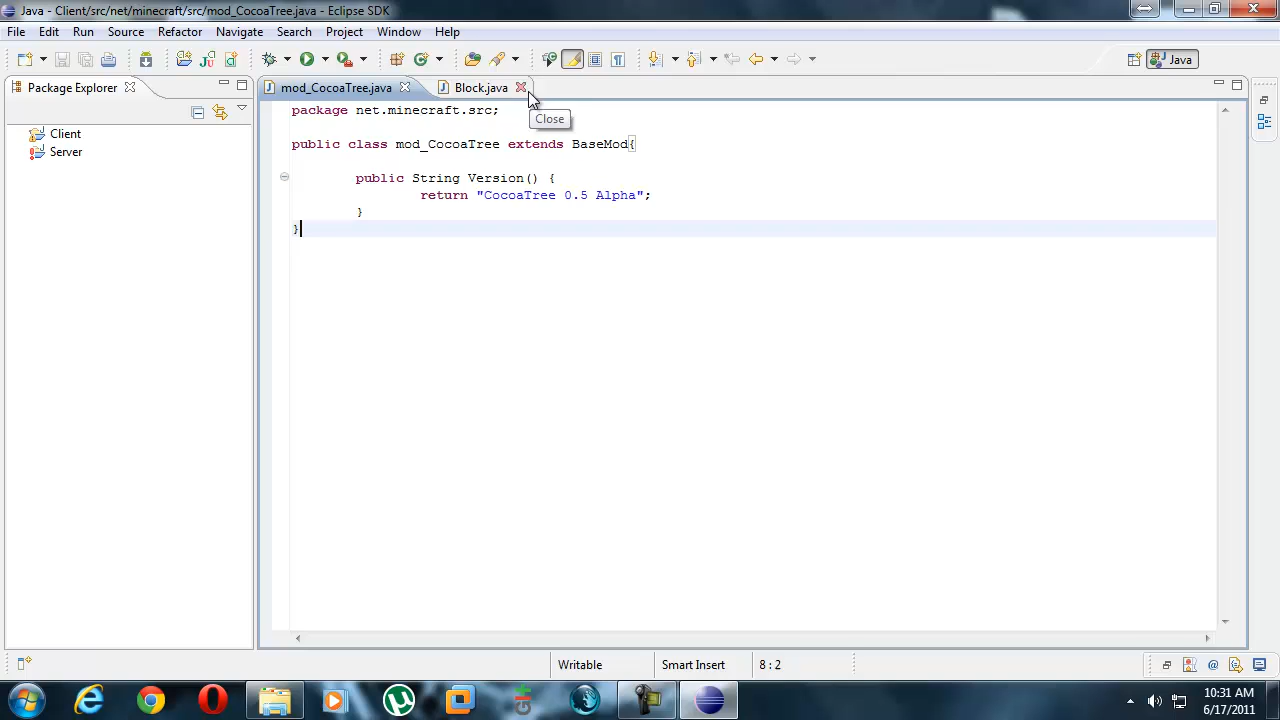 Java - Client/src/net/minecraft/src/mod_CocoaTree.java - Eclipse SDK
File Edit Run Source Refactor Navigate Search Project Window Help
Java
Package Explorer
mod_CocoaTree.java
Block.java
Close
Client
Server
package net.minecraft.src;
public class mod_CocoaTree extends BaseMod{
public String Version() {
return "CocoaTree 0.5 Alpha";
}
}
Writable
Smart Insert
8 : 2
10:31 AM
6/17/2011